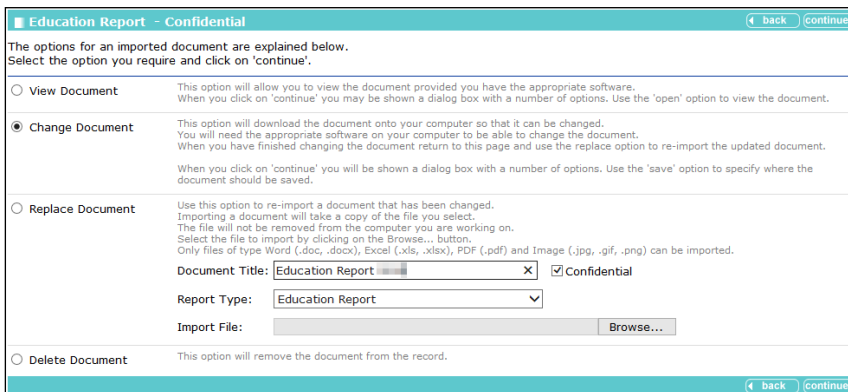 Education Report - Confidential
back continue
The options for an imported document are explained below.
Select the option you require and click on 'continue'.
View Document
This option will allow you to view the document provided you have the appropriate software.
When you click on 'continue' you may be shown a dialog box with a number of options. Use the 'open' option to view the document.
Change Document
This option will download the document onto your computer so that it can be changed.
You will need the appropriate software on your computer to be able to change the document.
When you have finished changing the document return to this page and use the replace option to re-import the updated document.
When you click on 'continue' you will be shown a dialog box with a number of options. Use the 'save' option to specify where the
document should be saved.
Replace Document
Use this option to re-import a document that has been changed.
Importing a document will take a copy of the file you select.
The file will not be removed from the computer you are working on.
Select the file to import by clicking on the Browse... button.
Only files of type Word (.doc, .docx), Excel (.xls, .xlsx), PDF (.pdf) and Image (.jpg, .gif, .png) can be imported.
Document Title: Education Report X Confidential
Report Type: Education Report
Import File: Browse...
Delete Document
This option will remove the document from the record.
back continue